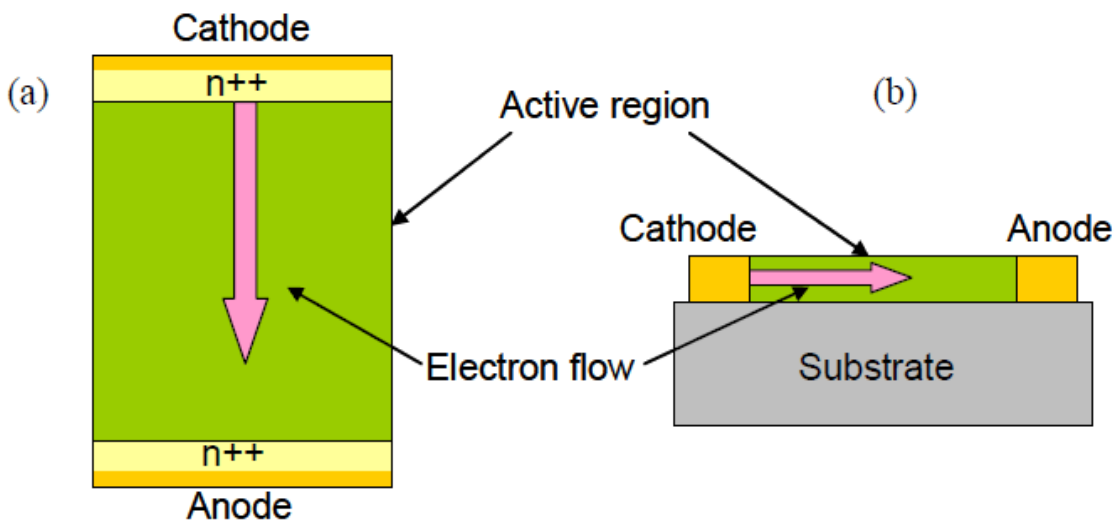 Cathode
n++
(a)
Active region
(b)
Cathode
Anode
Electron flow
Substrate
n++
Anode